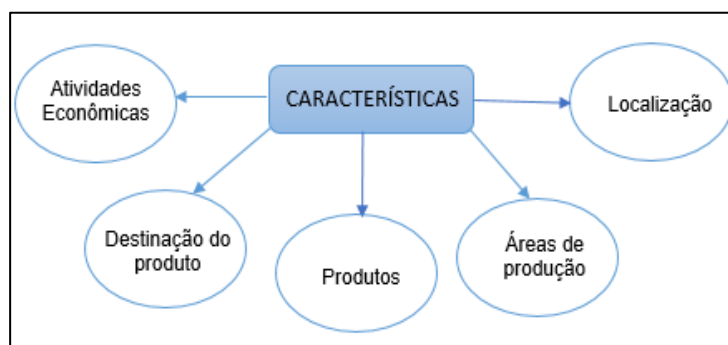 CARACTERÍSTICAS
Atividades
Econômicas
Localização
Destinação do
produto
Produtos
Áreas de
produção